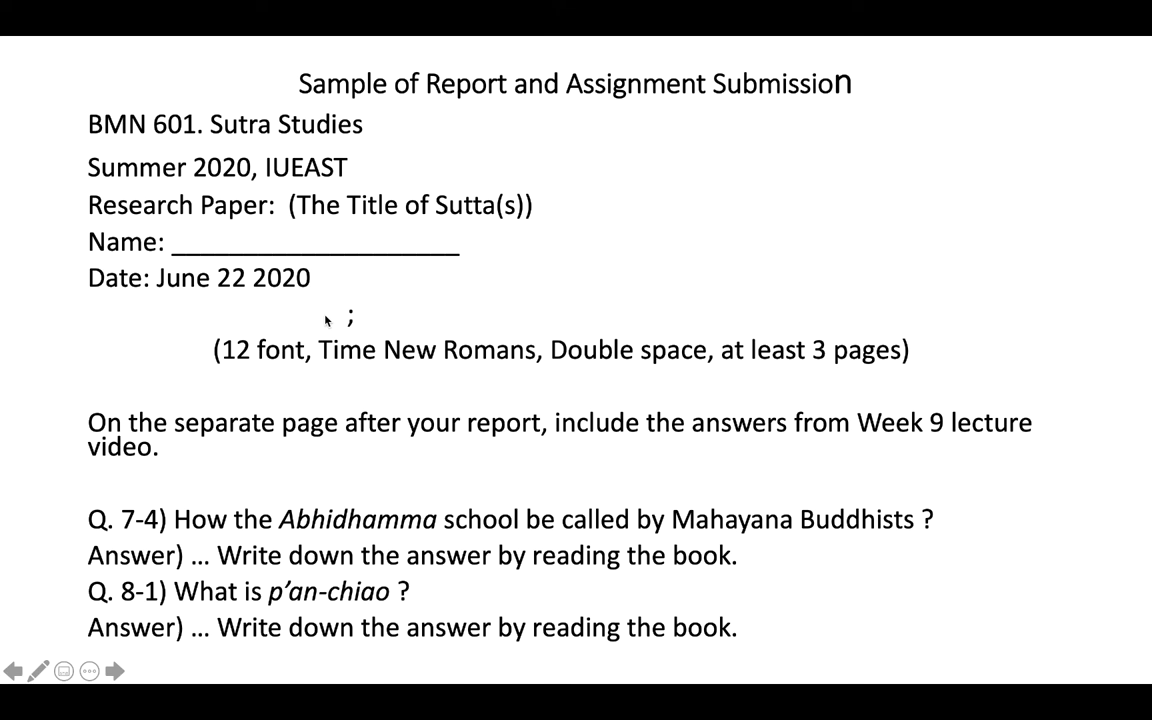 Sample of Report and Assignment Submission
BMN 601. Sutra Studies
Summer 2020, IUEAST
Research Paper:  (The Title of Sutta(s))
Name: _____________________
Date: June 22 2020
;
(12 font, Time New Romans, Double space, at least 3 pages)
On the separate page after your report, include the answers from Week 9 lecture
video.
Q. 7-4) How the Abhidhamma school be called by Mahayana Buddhists ?
Answer) … Write down the answer by reading the book.
Q. 8-1) What is p’an-chiao ?
Answer) … Write down the answer by reading the book.